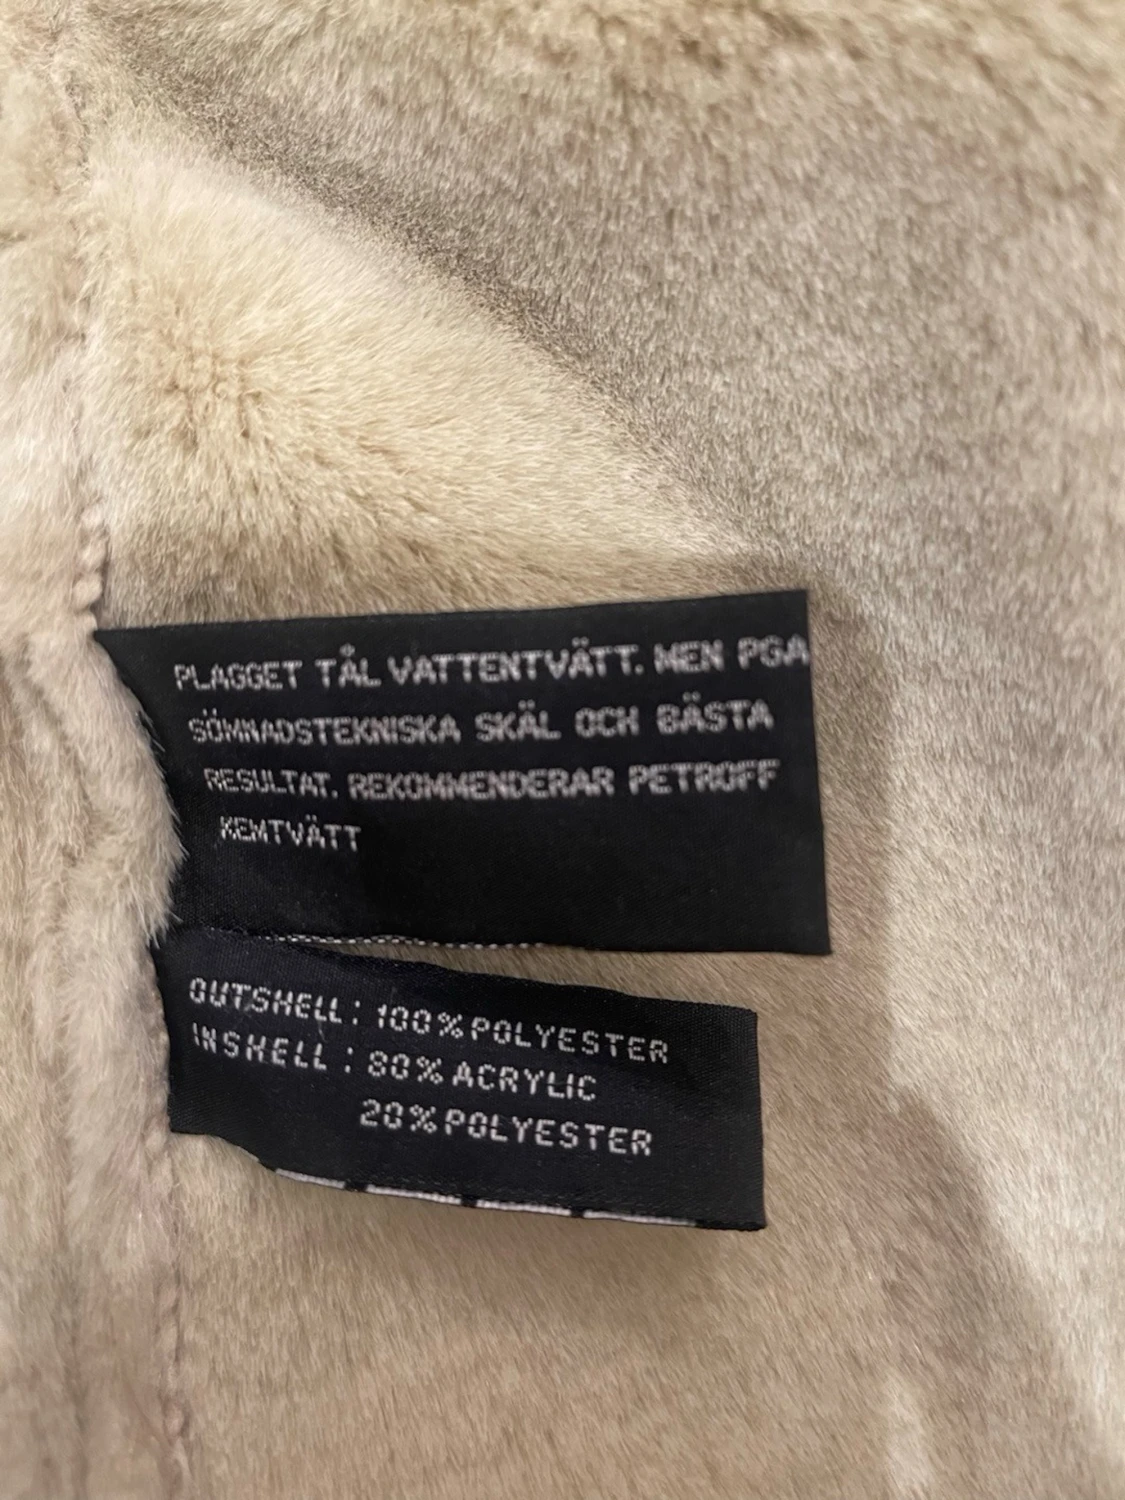 PLAGGET TÅL VATTENTVÄTT. MEN PGA
SÖMNADSTEKNISKA SKÄL OCH BÄSTA
RESULTAT. REKOMMENDERAR PETROFF
KEMTVÄTT
OUTSHELL: 100%POLYESTER
INSHELL : 80%ACRYLIC
20%POLYESTER